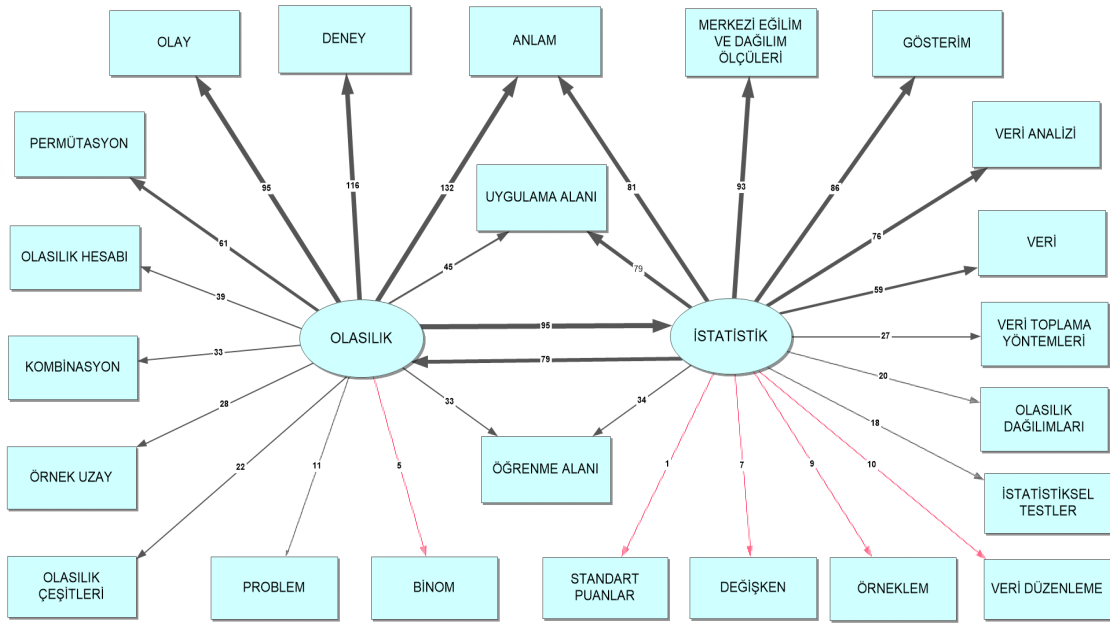 OLAY
DENEY
ANLAM
MERKEZİ EĞİLİM
VE DAĞILIM
ÖLÇÜLERİ
GÖSTERİM
PERMÜTASYON
VERİ ANALİZİ
UYGULAMA ALANI
95
116
132
81
93
86
76
61
OLASILIK HESABI
VERİ
39
45
79
59
OLASILIK
95
79
İSTATİSTİK
27
VERİ TOPLAMA
YÖNTEMLERİ
KOMBİNASYON
33
20
OLASILIK
DAĞILIMLARI
28
33
34
18
ÖRNEK UZAY
22
11
5
ÖĞRENME ALANI
1
7
9
10
İSTATİSTİKSEL
TESTLER
OLASILIK
ÇEŞİTLERİ
PROBLEM
BİNOM
STANDART
PUANLAR
DEĞİŞKEN
ÖRNEKLEM
VERİ DÜZENLEME